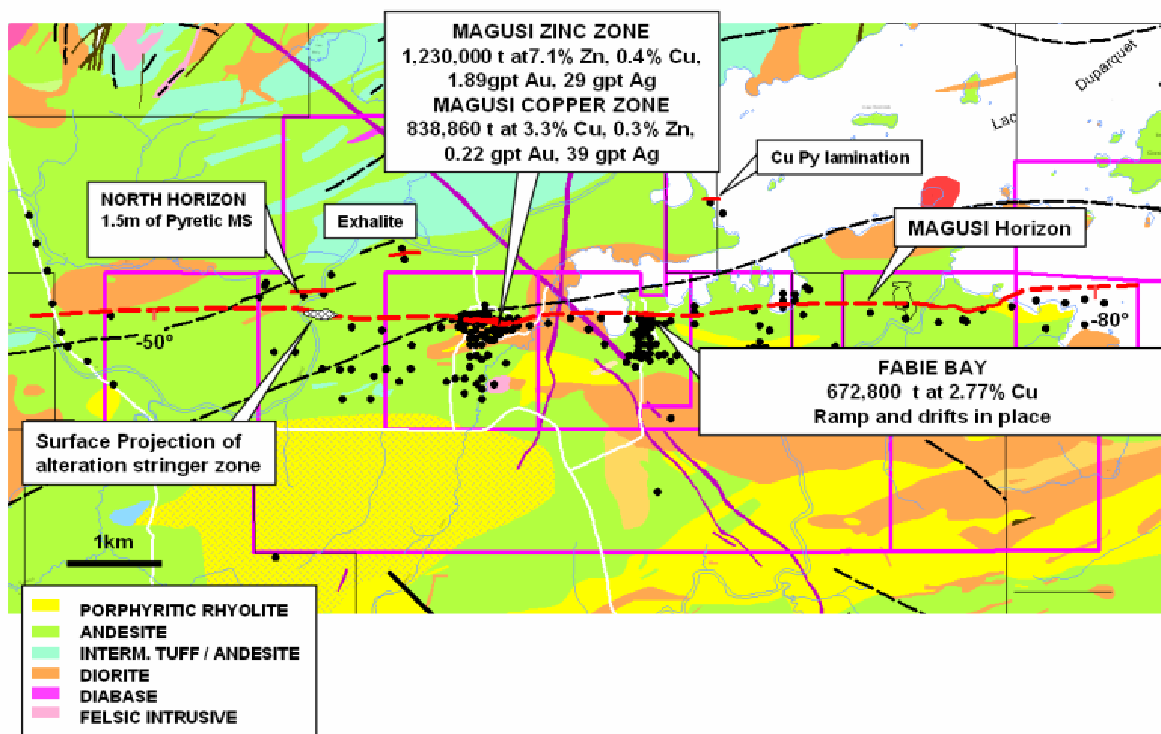 MAGUSI ZINC ZONE
1,230,000 t at7.1% Zn, 0.4% Cu,
1.89gpt Au, 29 gpt Ag
MAGUSI COPPER ZONE
838,860 t at 3.3% Cu, 0.3% Zn,
0.22 gpt Au, 39 gpt Ag
Lac Duparquet
Cu Py lamination
NORTH HORIZON
1.5m of Pyretic MS
Exhalite
MAGUSI Horizon
-50°
-80°
FABIE BAY
672,800 t at 2.77% Cu
Ramp and drifts in place
Surface Projection of
alteration stringer zone
1km
PORPHYRITIC RHYOLITE
ANDESITE
INTERM. TUFF / ANDESITE
DIORITE
DIABASE
FELSIC INTRUSIVE